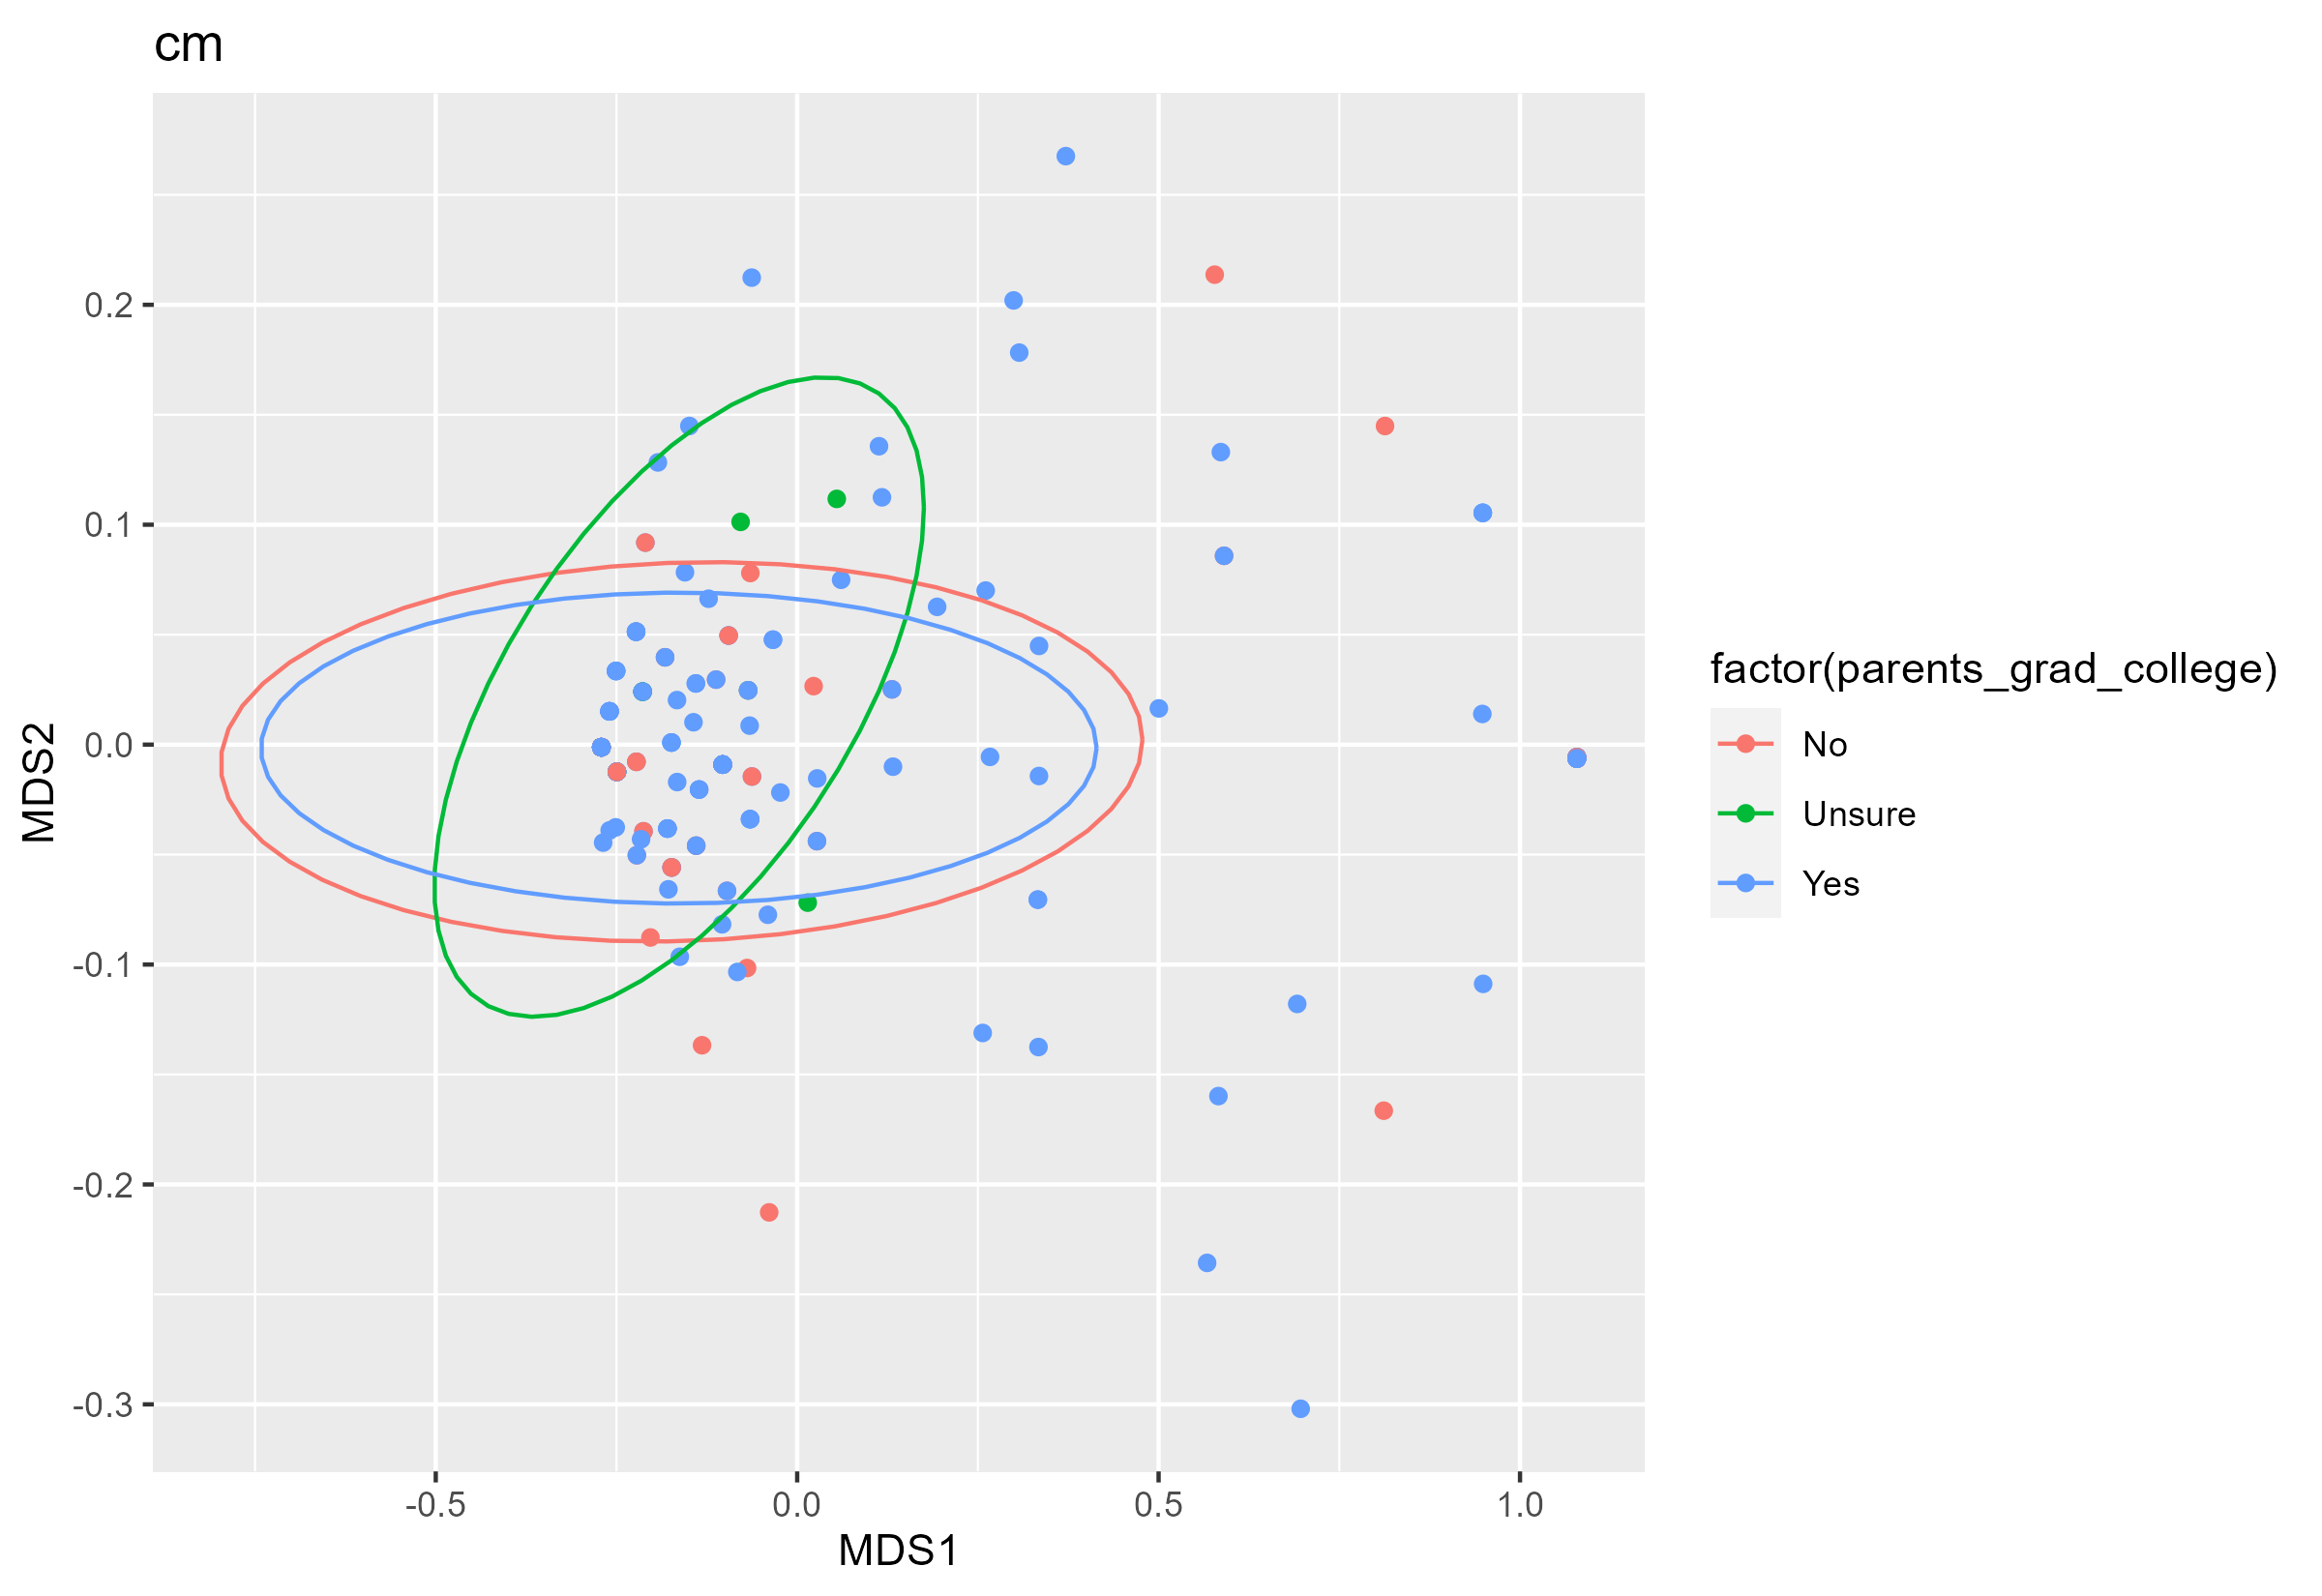 cm
0.2
0.1
0.0
-0.1
-0.2
-0.3
MDS2
-0.5
0.0
0.5
1.0
MDS1
factor(parents_grad_college)
No
Unsure
Yes